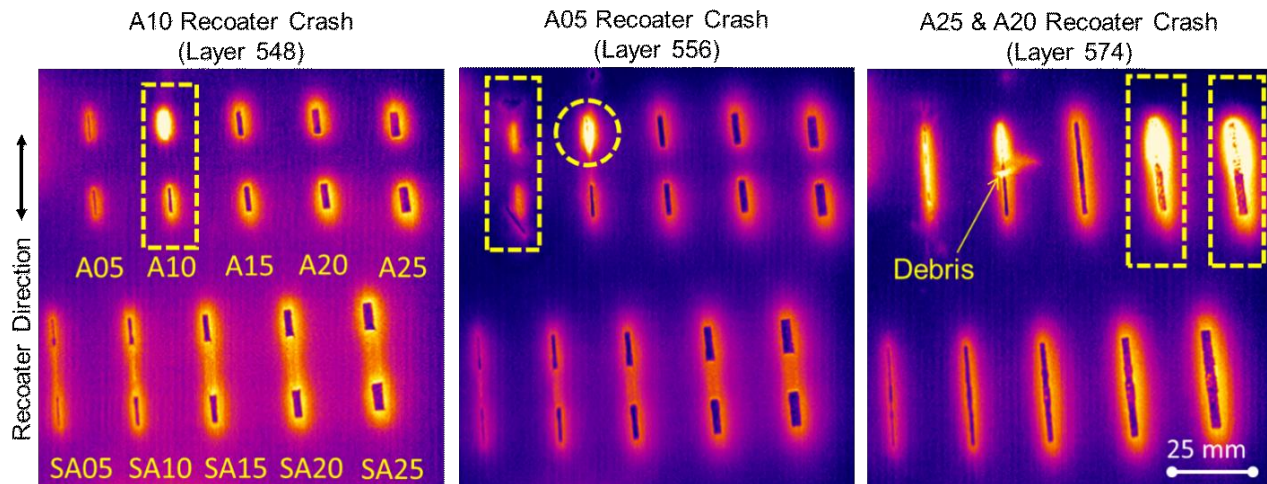 A10 Recoater Crash
(Layer 548)
A05 Recoater Crash
(Layer 556)
A25 & A20 Recoater Crash
(Layer 574)
Recoater Direction
A05 A10 A15 A20 A25
SA05 SA10 SA15 SA20 SA25
Debris
25 mm